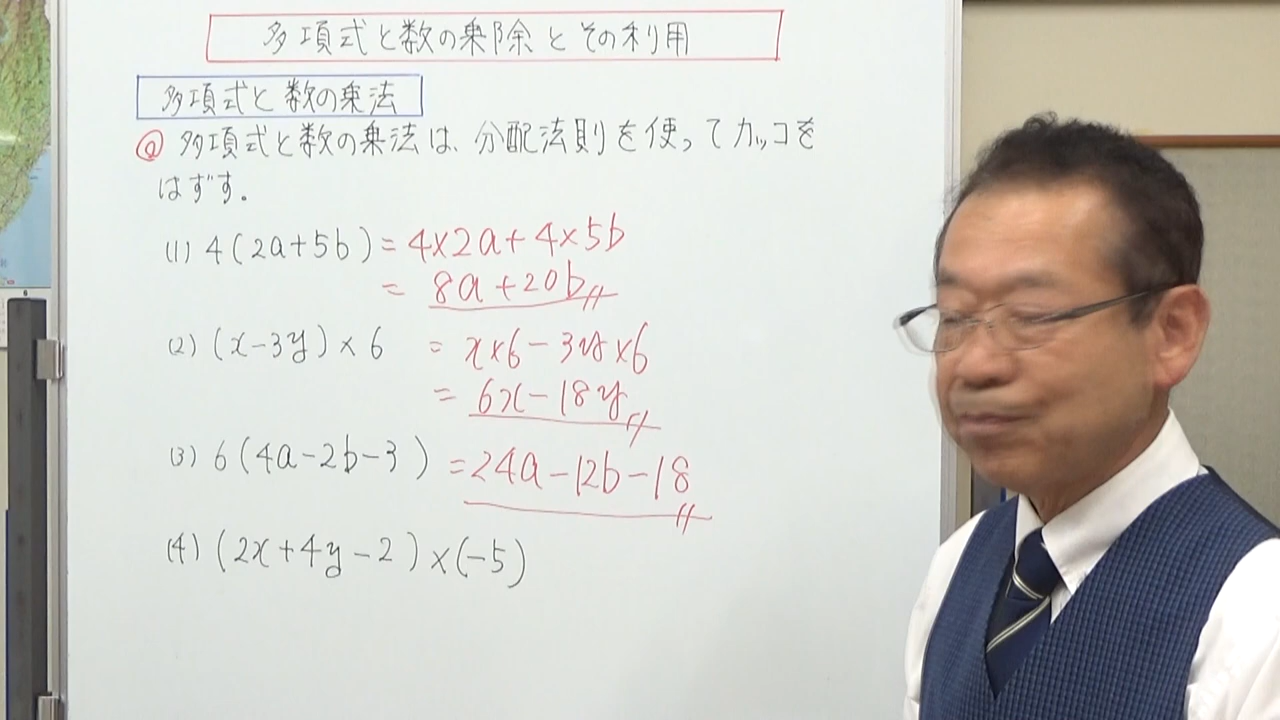 多項式と数の乗除とその利用
多項式と数の乗法
@ 多項式と数の乗法は、分配法則を使ってカッコを
はずす。
(1) 4(2a+5b) = 4×2a+4×5b
= 8a+20b
(2) (x-3y)×6 = x×6-3y×6
= 6x-18y
(3) 6(4a-2b-3) = 24a-12b-18
(4) (2x+4y-2)×(-5)